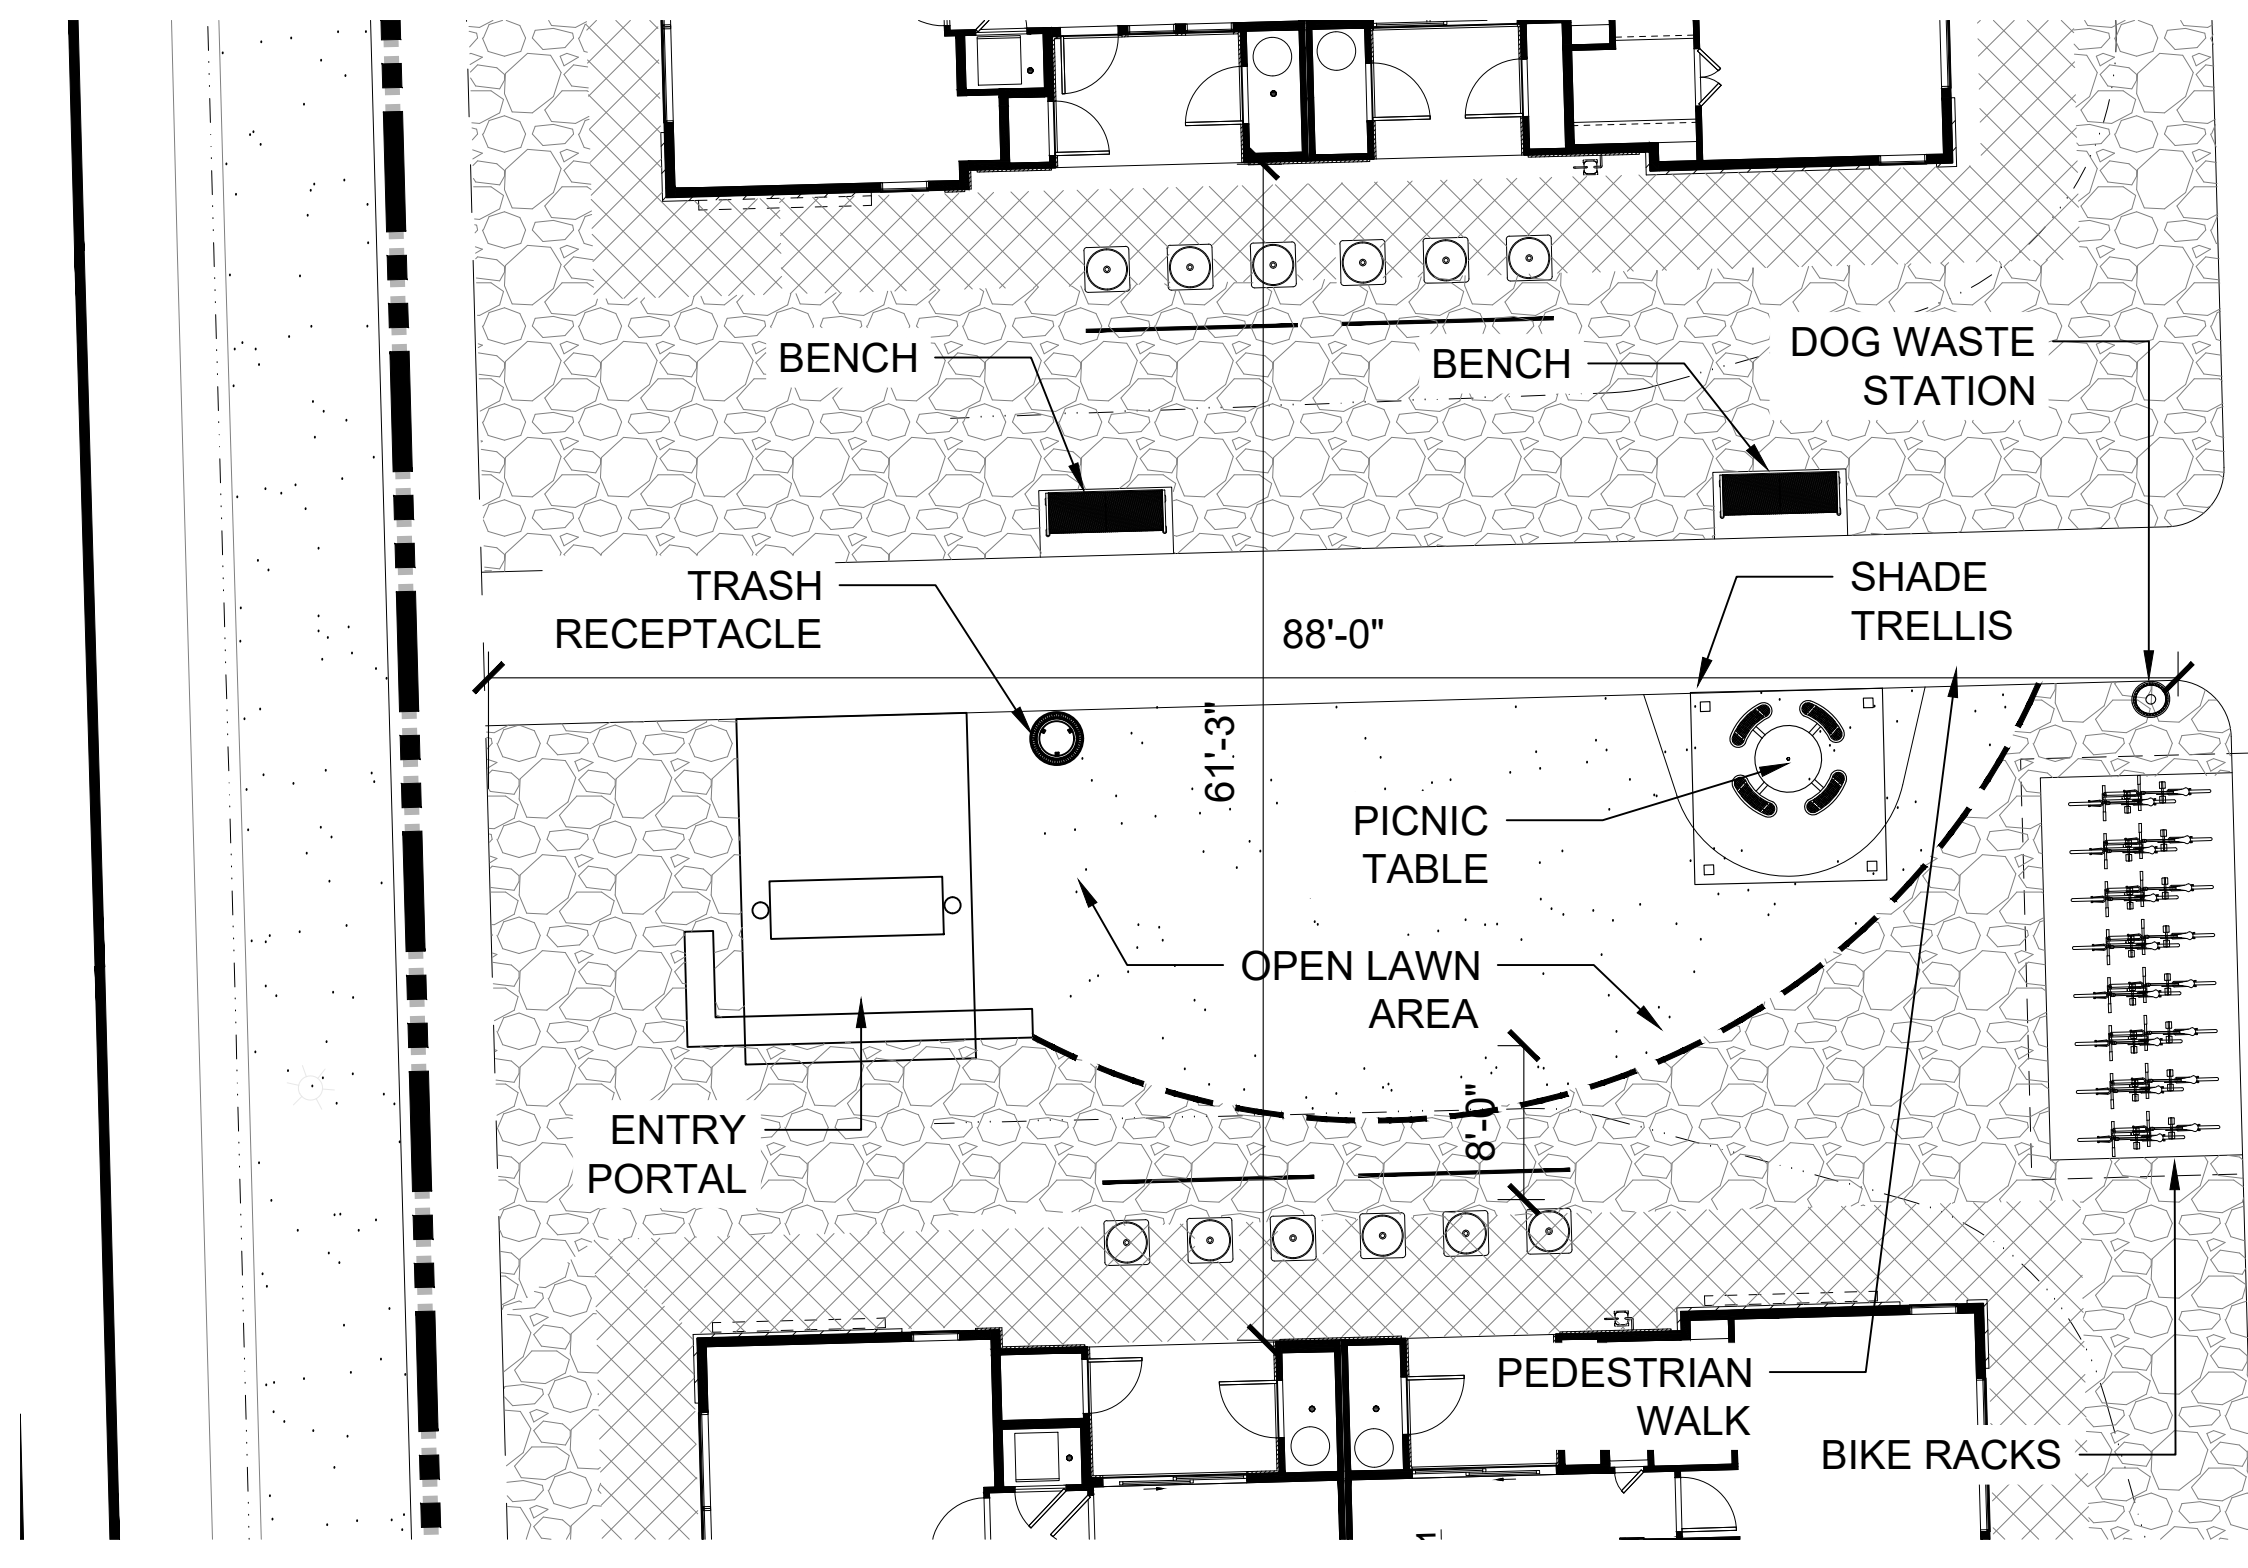 BENCH
BENCH
DOG WASTE
STATION
TRASH
RECEPTACLE
88'-0"
SHADE
TRELLIS
61'-3"
PICNIC
TABLE
OPEN LAWN
AREA
8'-0"
ENTRY
PORTAL
PEDESTRIAN
WALK
BIKE RACKS